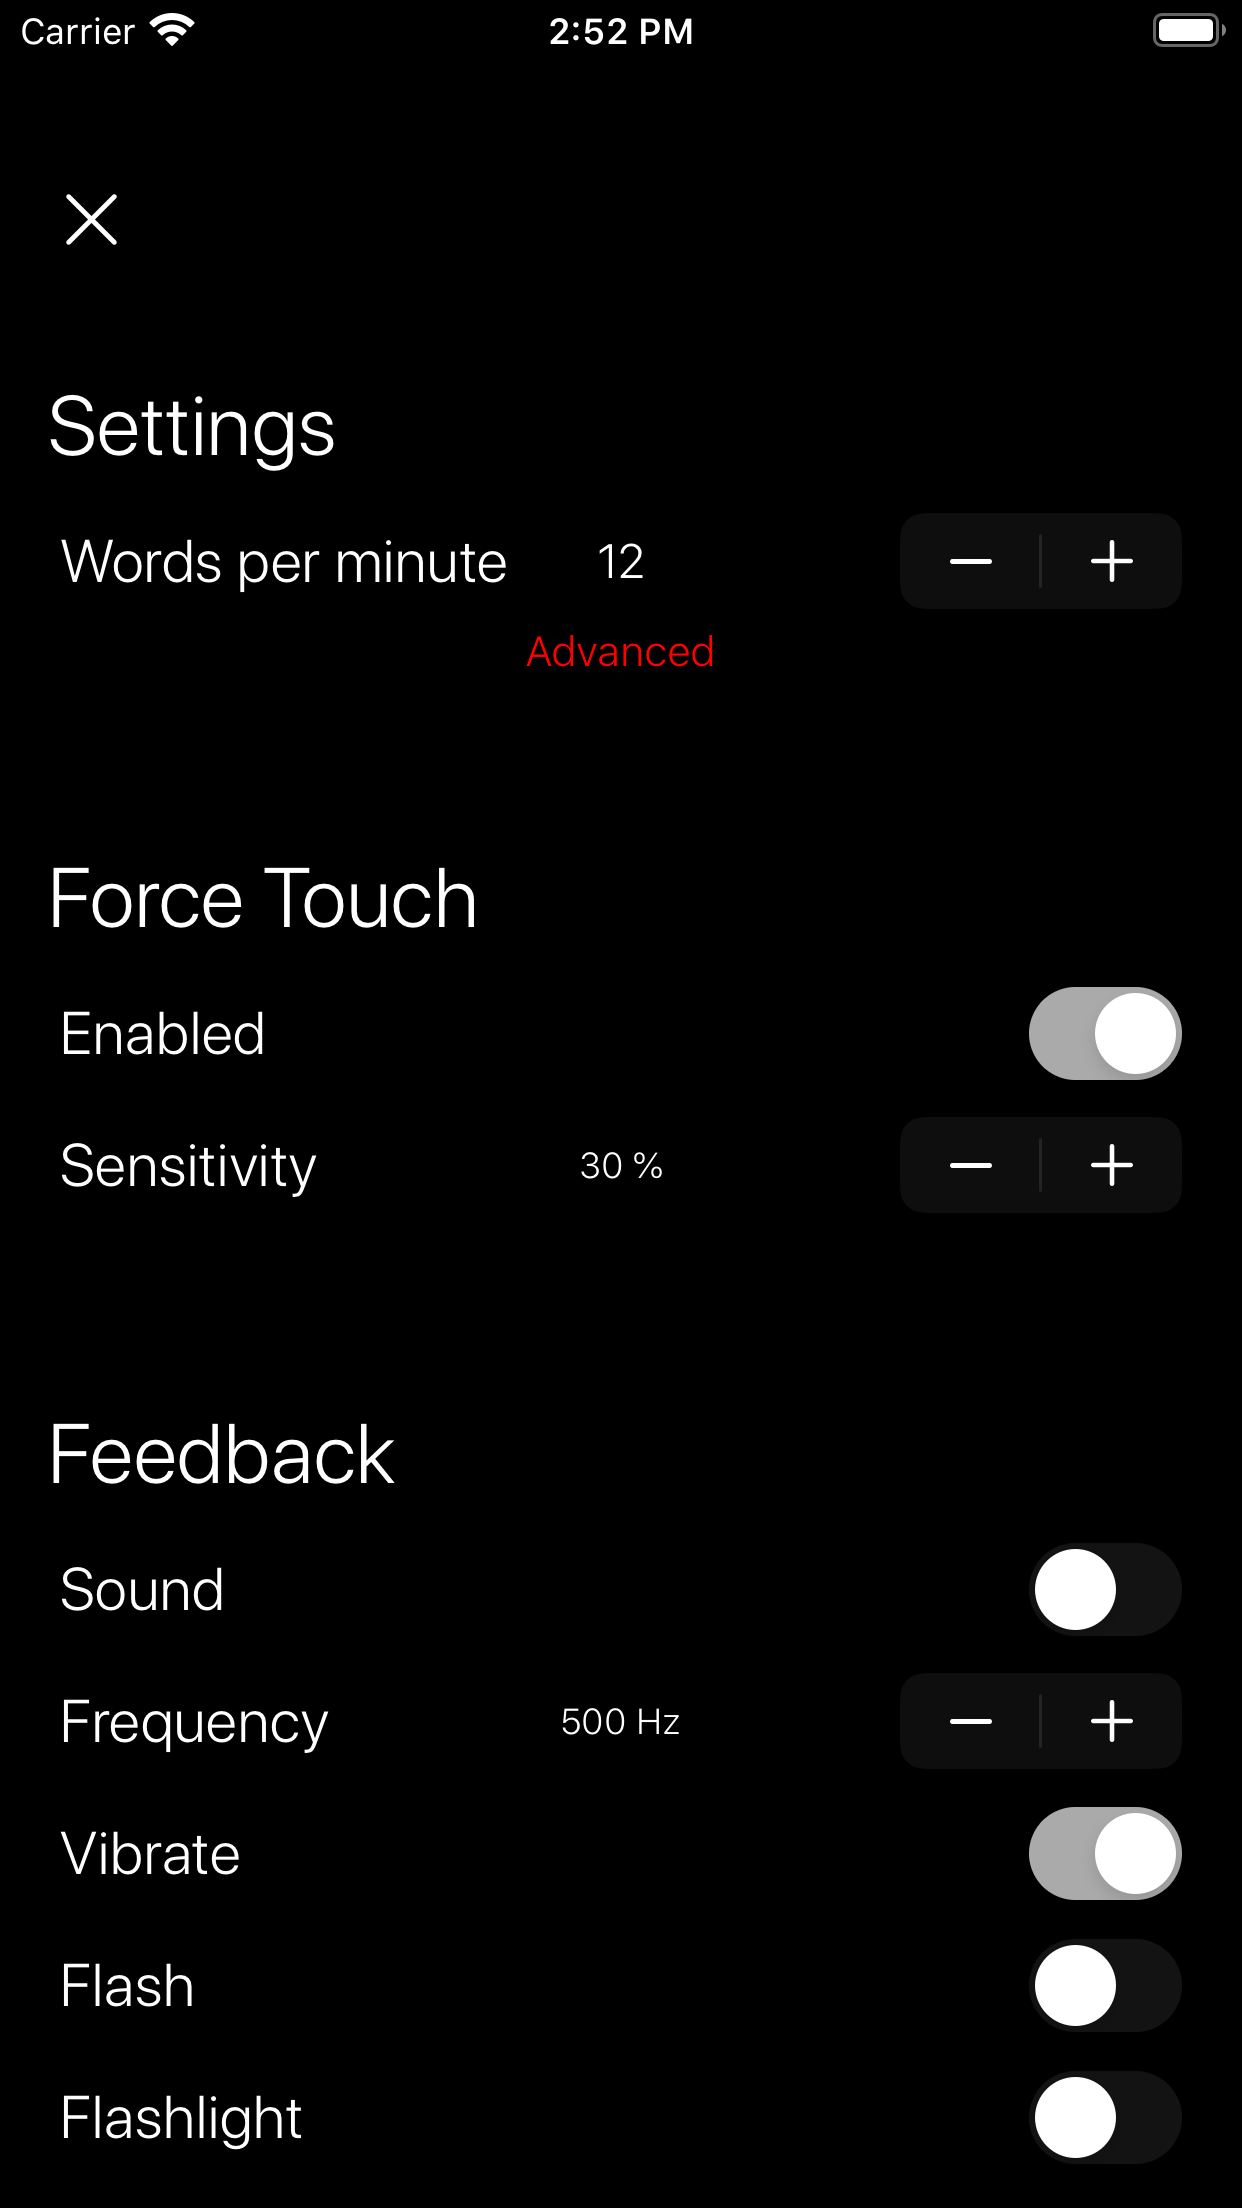 Carrier 2:52 PM
Settings
Words per minute 12
Advanced
Force Touch
Enabled
Sensitivity 30 %
Feedback
Sound
Frequency 500 Hz
Vibrate
Flash
Flashlight